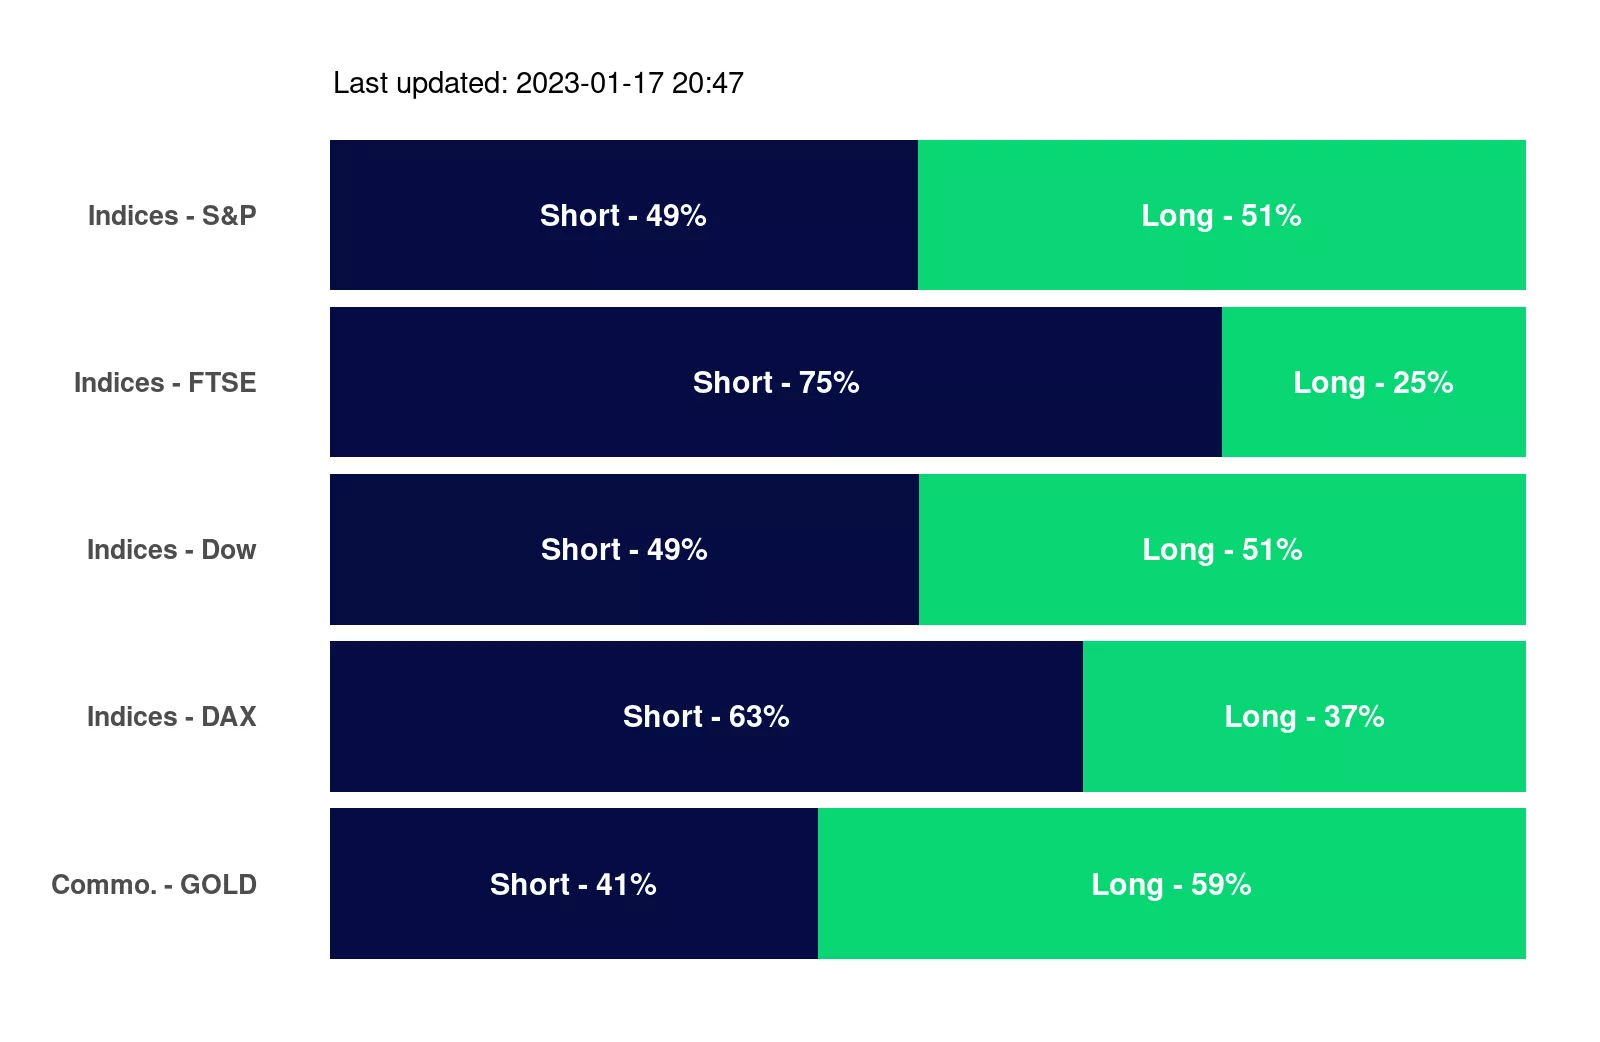 Last updated: 2023-01-17 20:47
Indices - S&P Short - 49% Long - 51%
Indices - FTSE Short - 75% Long - 25%
Indices - Dow Short - 49% Long - 51%
Indices - DAX Short - 63% Long - 37%
Commo. - GOLD Short - 41% Long - 59%